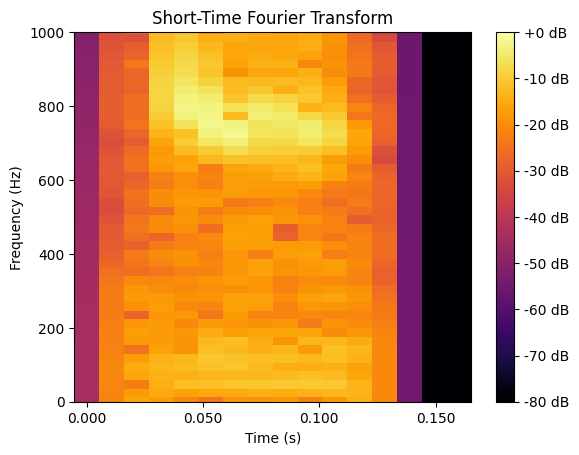 Short-Time Fourier Transform
1000
800
600
400
200
0
Frequency (Hz)
0.000
0.050
0.100
0.150
Time (s)
+0 dB
-10 dB
-20 dB
-30 dB
-40 dB
-50 dB
-60 dB
-70 dB
-80 dB